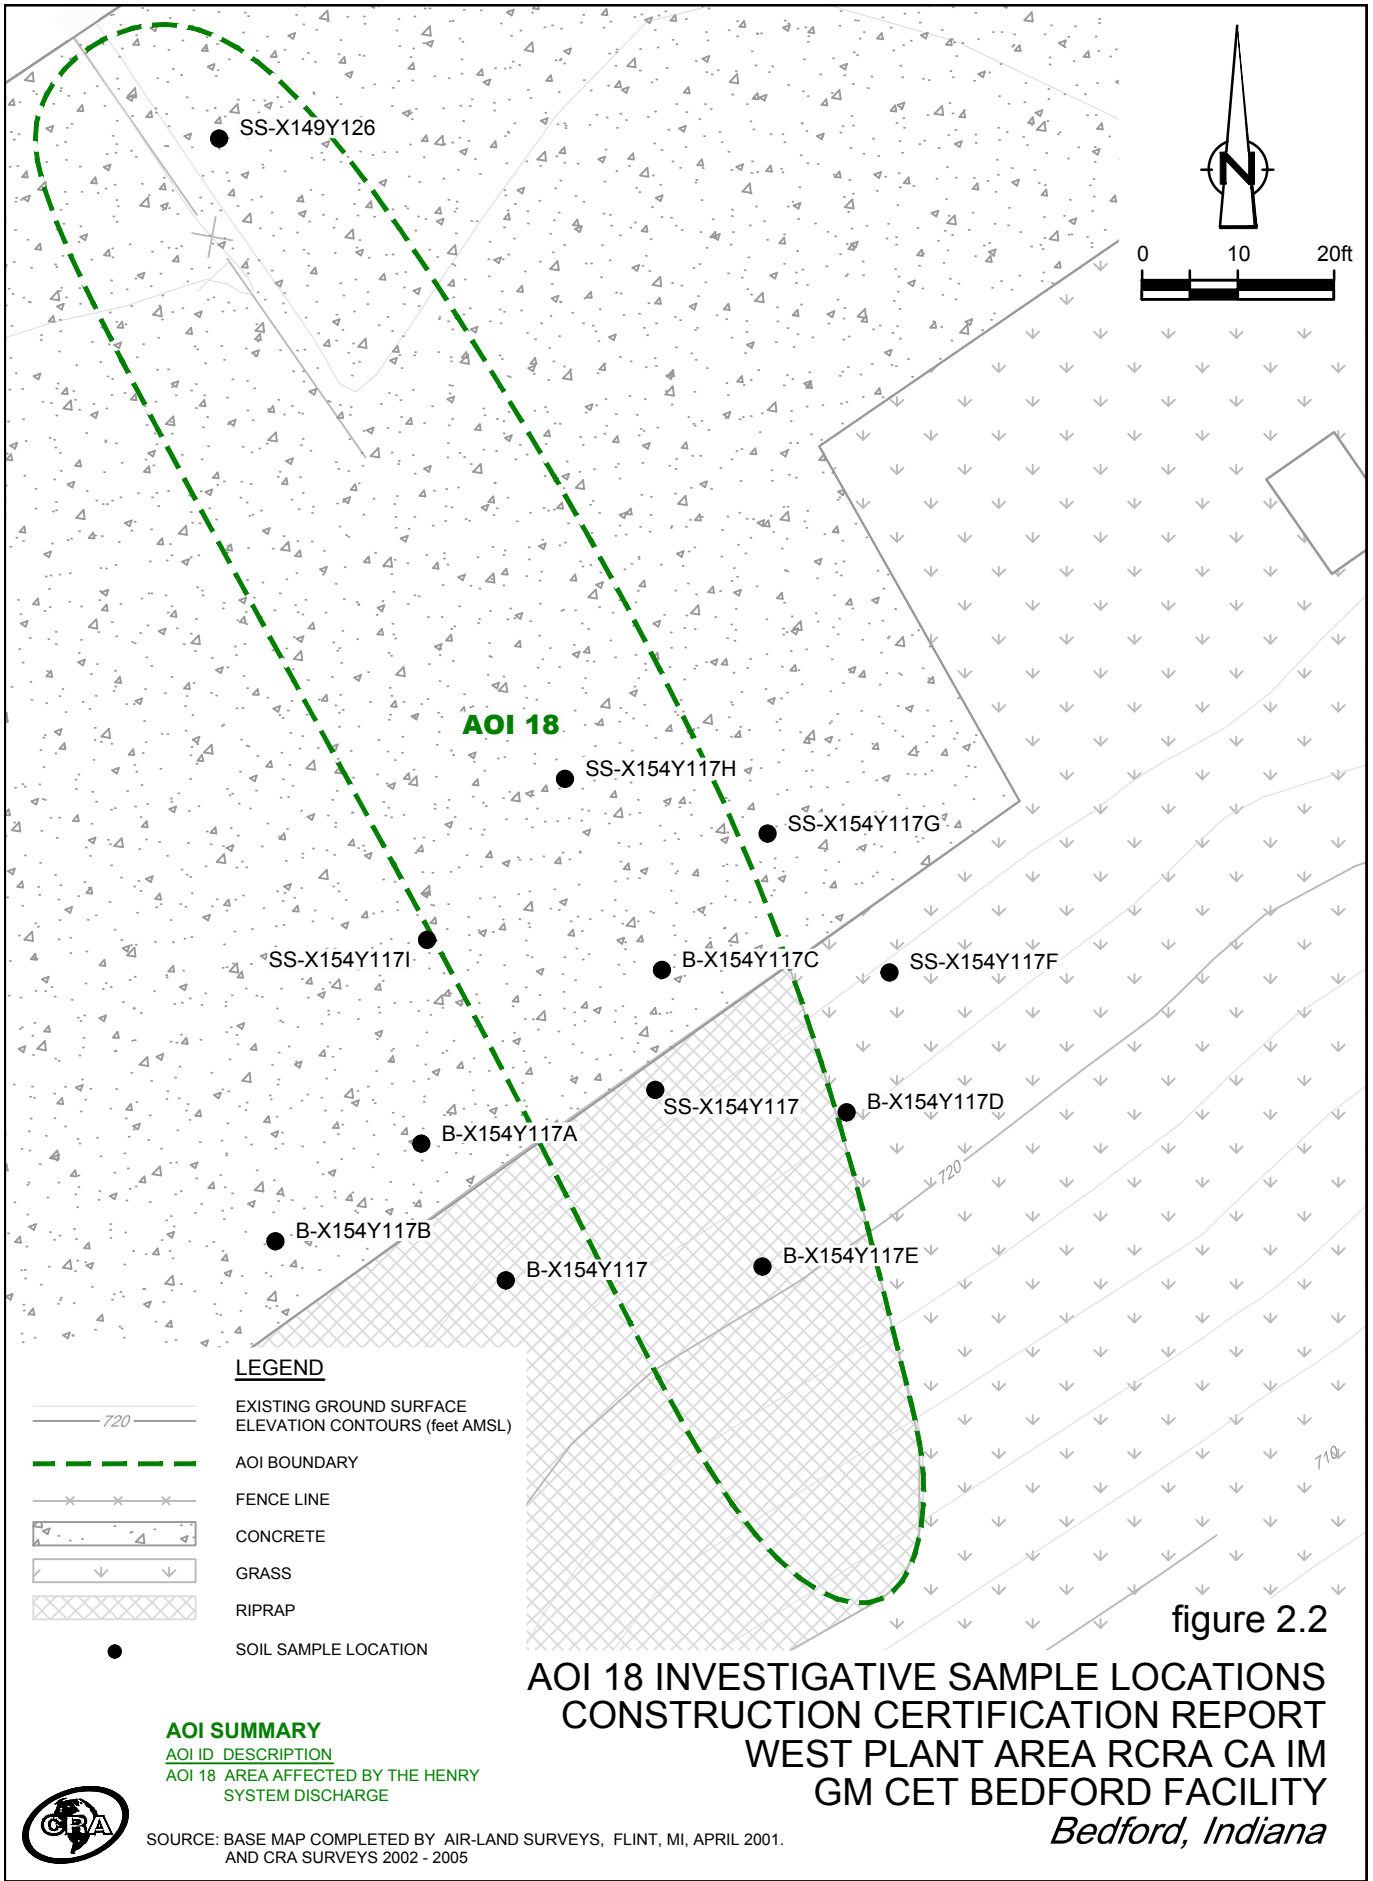 SS-X149Y126
N
0 10 20ft
AOI 18
SS-X154Y117H
SS-X154Y117G
SS-X154Y117I
B-X154Y117C
SS-X154Y117F
SS-X154Y117
B-X154Y117D
B-X154Y117A
720
B-X154Y117B
B-X154Y117
B-X154Y117E
710
LEGEND
720
EXISTING GROUND SURFACE
ELEVATION CONTOURS (feet AMSL)
AOI BOUNDARY
FENCE LINE
CONCRETE
GRASS
RIPRAP
SOIL SAMPLE LOCATION
figure 2.2
AOI 18 INVESTIGATIVE SAMPLE LOCATIONS
CONSTRUCTION CERTIFICATION REPORT
WEST PLANT AREA RCRA CA IM
GM CET BEDFORD FACILITY
Bedford, Indiana
AOI SUMMARY
AOI ID DESCRIPTION
AOI 18 AREA AFFECTED BY THE HENRY
SYSTEM DISCHARGE
CRA
SOURCE: BASE MAP COMPLETED BY AIR-LAND SURVEYS, FLINT, MI, APRIL 2001.
AND CRA SURVEYS 2002 - 2005